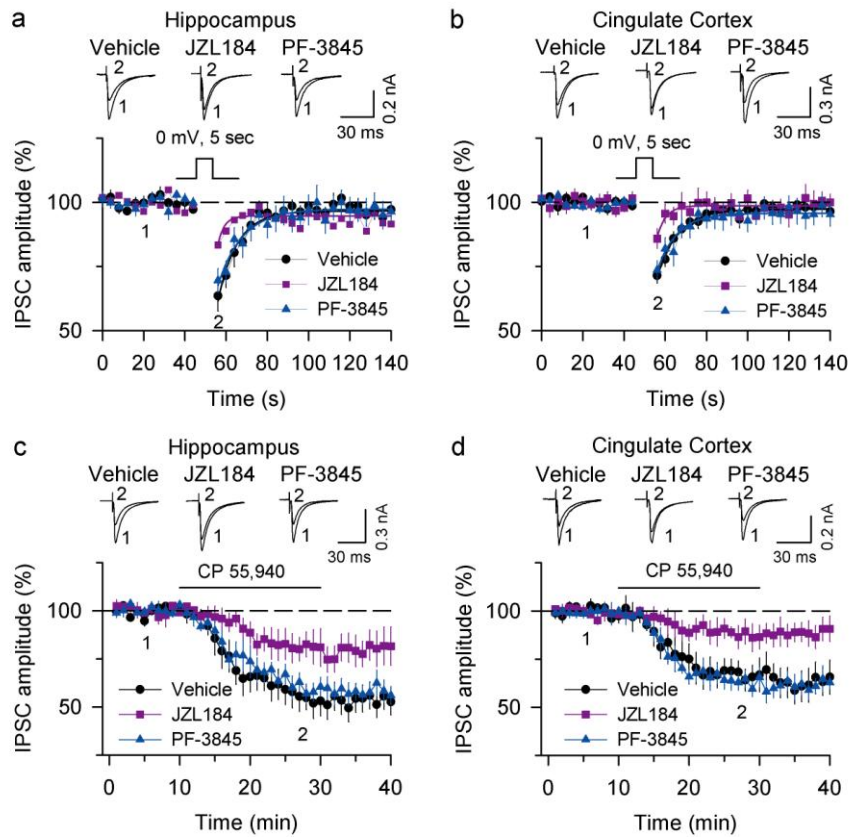 a
Hippocampus
Vehicle JZL184 PF-3845
2
1
2
1
2
1
0.2 nA
30 ms
0 mV, 5 sec
IPSC amplitude (%)
100
50
1
2
Vehicle
JZL184
PF-3845
0 20 40 60 80 100 120 140
Time (s)
b
Cingulate Cortex
Vehicle JZL184 PF-3845
2
1
2
1
2
1
0.3 nA
30 ms
0 mV, 5 sec
IPSC amplitude (%)
100
50
1
2
Vehicle
JZL184
PF-3845
0 20 40 60 80 100 120 140
Time (s)
c
Hippocampus
Vehicle JZL184 PF-3845
2
1
2
1
2
1
0.3 nA
30 ms
CP 55,940
IPSC amplitude (%)
100
50
1
2
Vehicle
JZL184
PF-3845
0 10 20 30 40
Time (min)
d
Cingulate Cortex
Vehicle JZL184 PF-3845
2
1
2
1
2
1
0.2 nA
30 ms
CP 55,940
IPSC amplitude (%)
100
50
1
2
Vehicle
JZL184
PF-3845
0 10 20 30 40
Time (min)